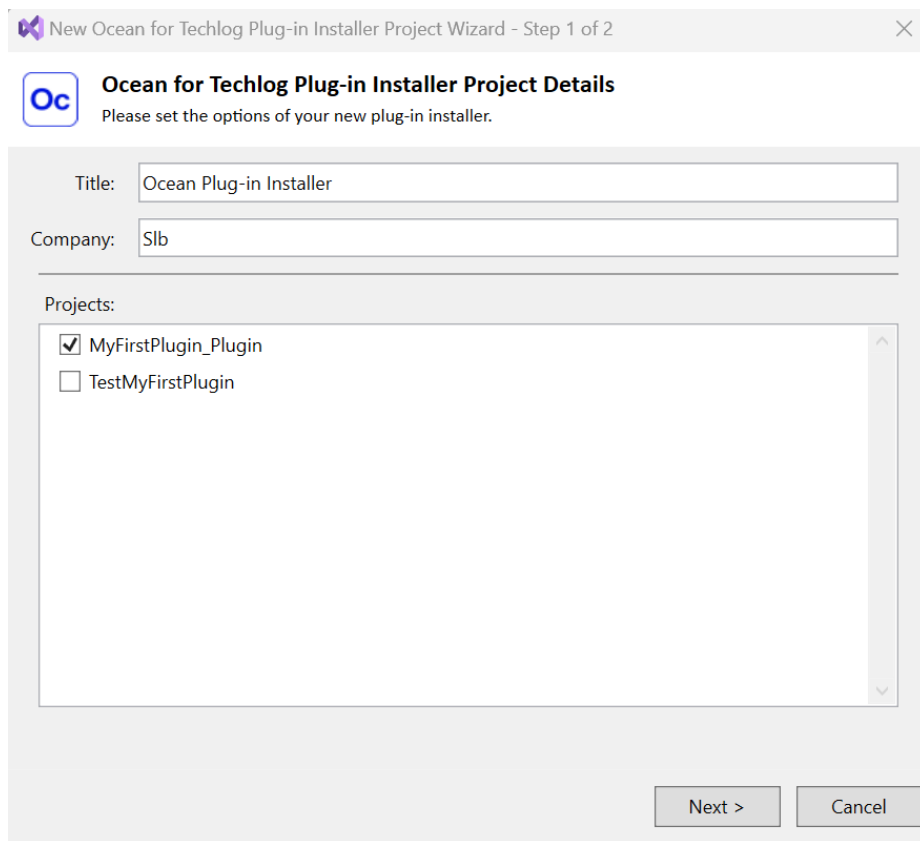 New Ocean for Techlog Plug-in Installer Project Wizard - Step 1 of 2
Oc
Ocean for Techlog Plug-in Installer Project Details
Please set the options of your new plug-in installer.
Title: Ocean Plug-in Installer
Company: Slb
Projects:
MyFirstPlugin_Plugin
TestMyFirstPlugin
Next > Cancel